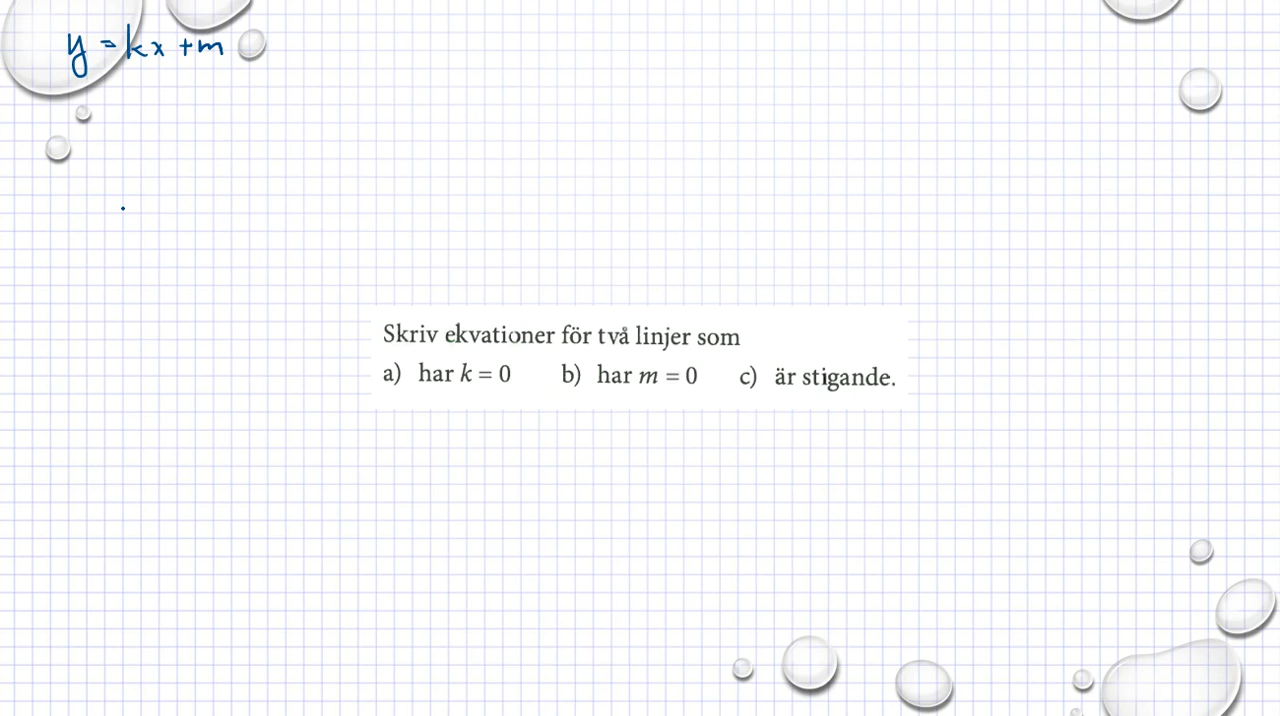 y = kx + m
Skriv ekvationer för två linjer som
a) har k = 0 b) har m = 0 c) är stigande.